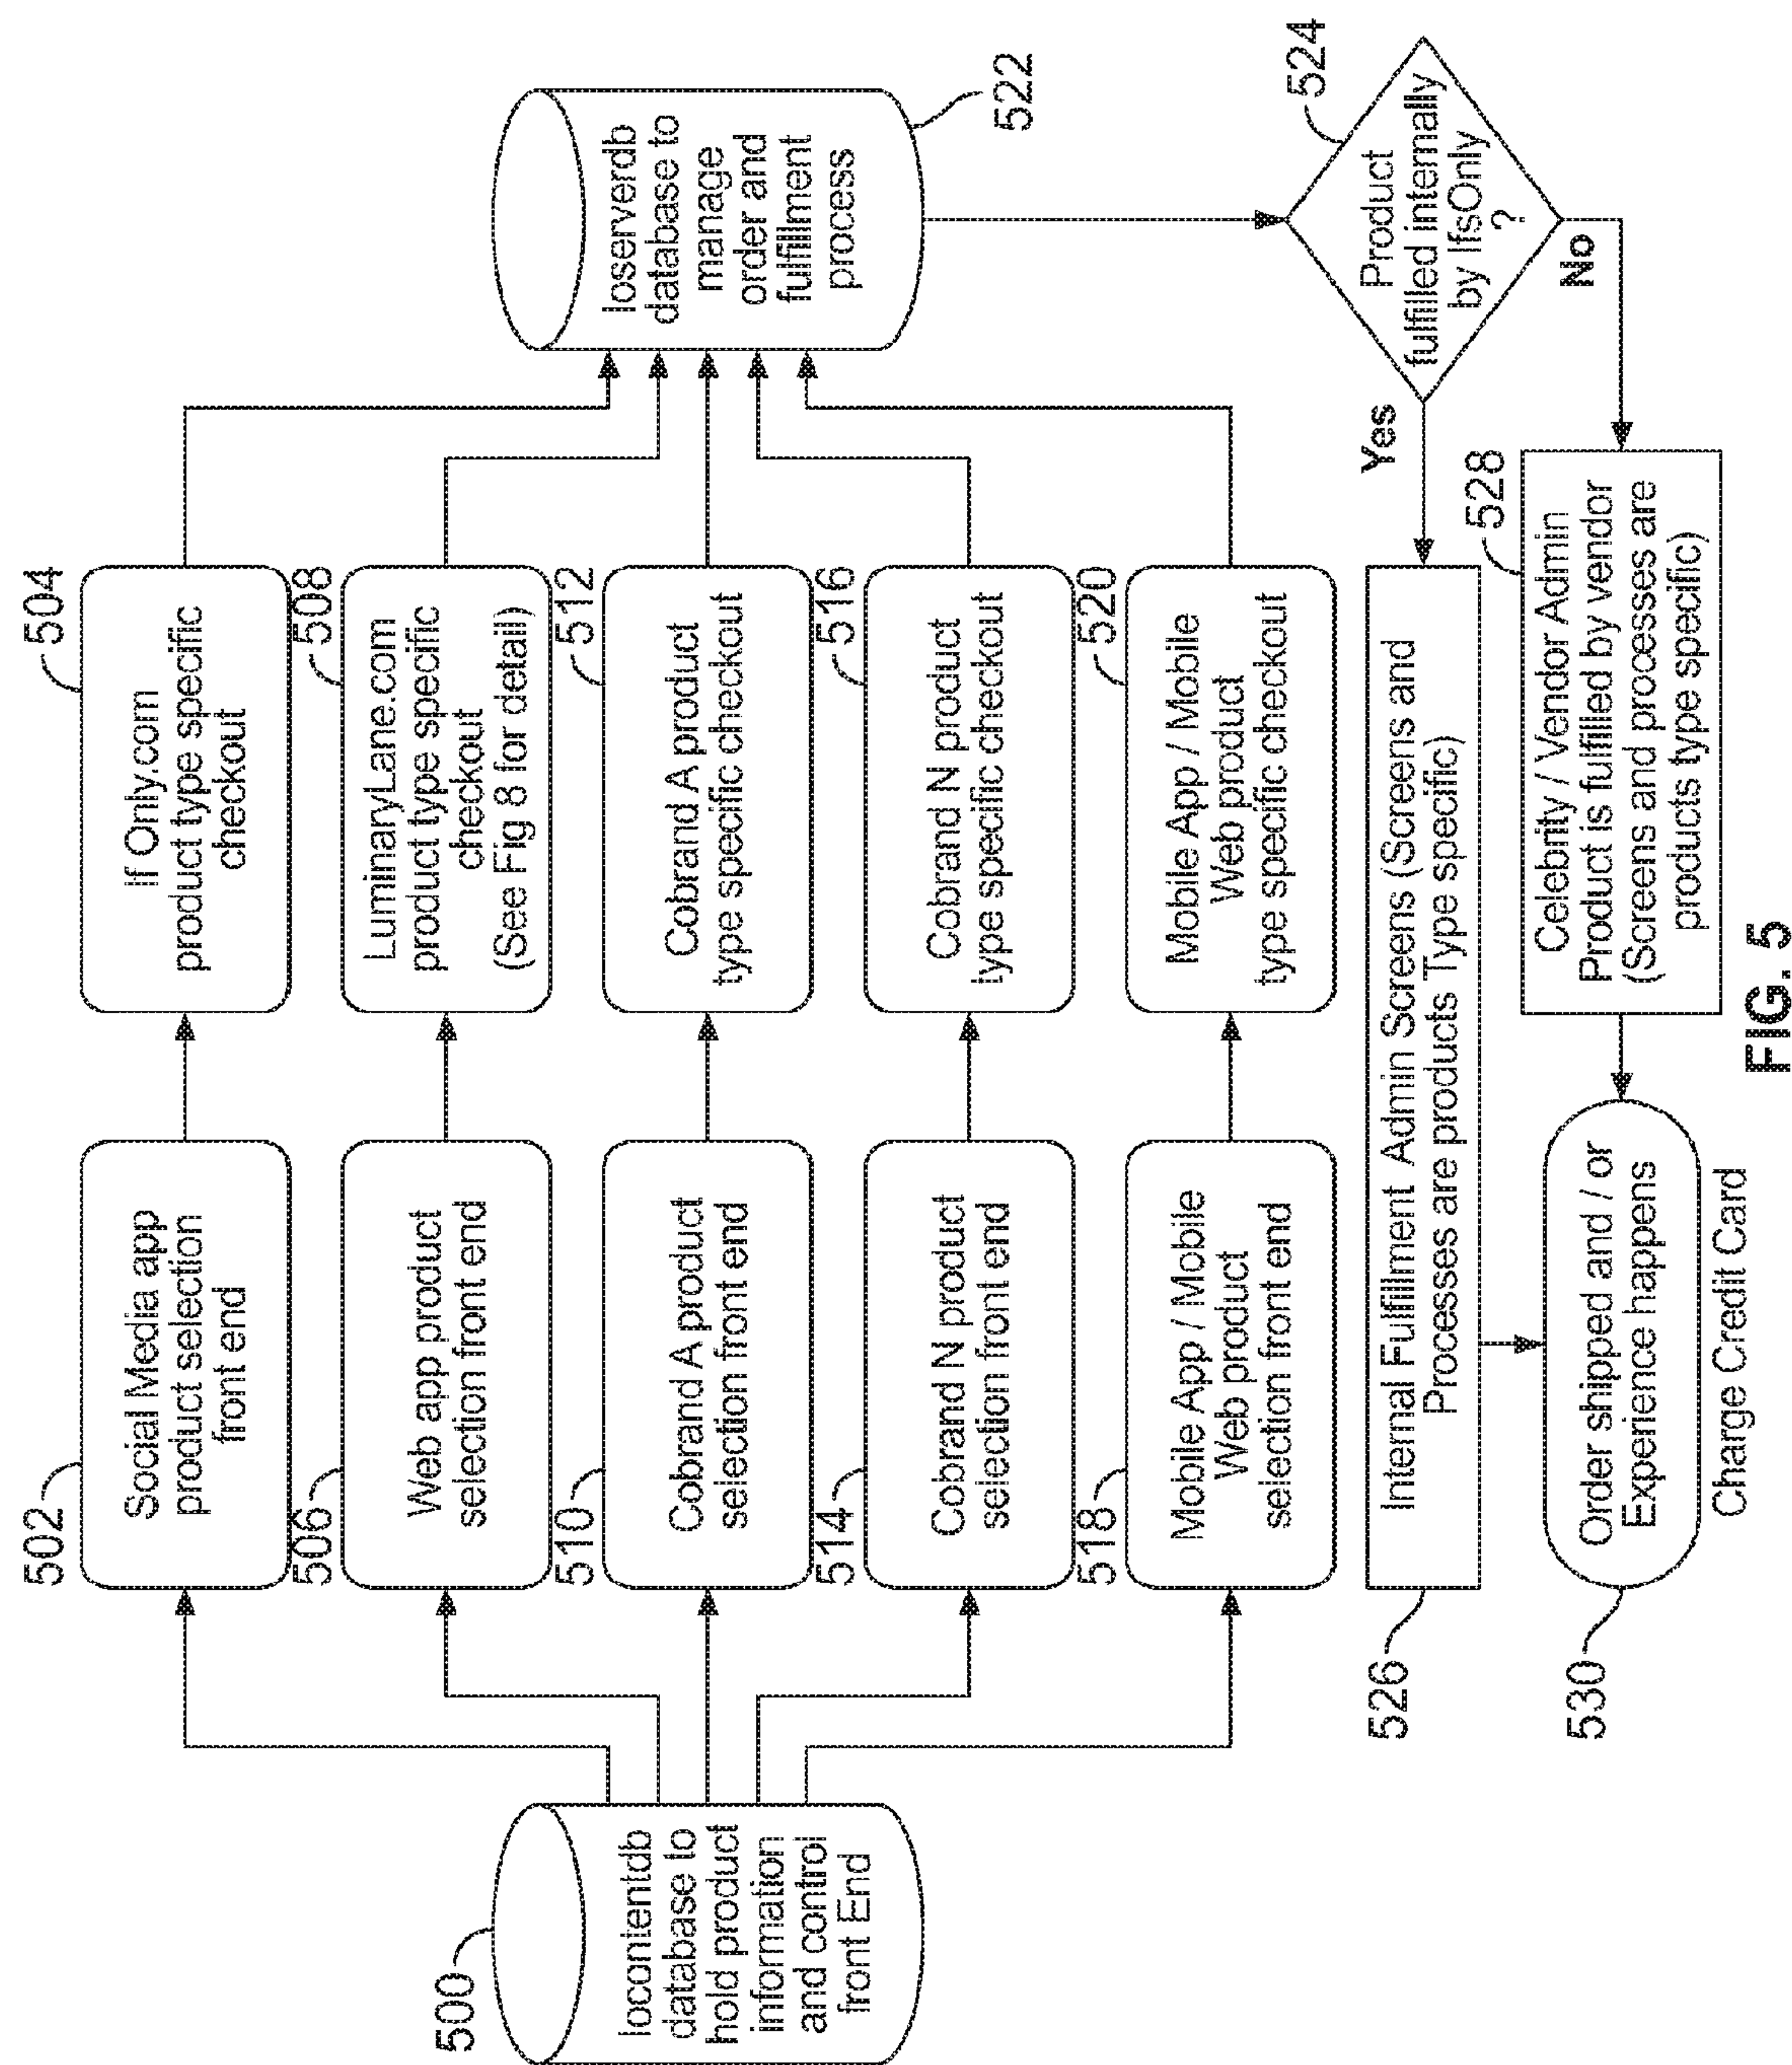 500
locontentdb
database to
hold product
information
and control
front End
502
Social Media app
product selection
front end
504
if Only.com
product type specific
checkout
506
Web app product
selection front end
508
LuminaryLane.com
product type specific
checkout
(See Fig 8 for detail)
510
Cobrand A product
selection front end
512
Cobrand A product
type specific checkout
514
Cobrand N product
selection front end
516
Cobrand N product
type specific checkout
518
Mobile App / Mobile
Web product
selection front end
520
Mobile App / Mobile
Web product
type specific checkout
loserverdb
database to
manage
order and
fulfillment
process
522
524
Product
fulfilled internally
by IfsOnly
?
Yes
No
526
Internal Fulfillment Admin Screens (Screens and
Processes are products Type specific)
528
Celebrity / Vendor Admin
Product is fulfilled by vendor
(Screens and processes are
products type specific)
530
Order shipped and / or
Experience happens
Charge Credit Card
FIG. 5